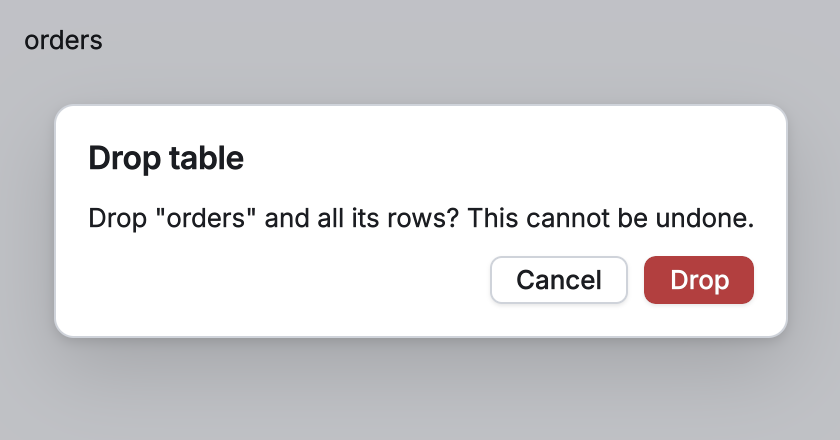 orders
Drop table
Drop "orders" and all its rows? This cannot be undone.
Cancel
Drop